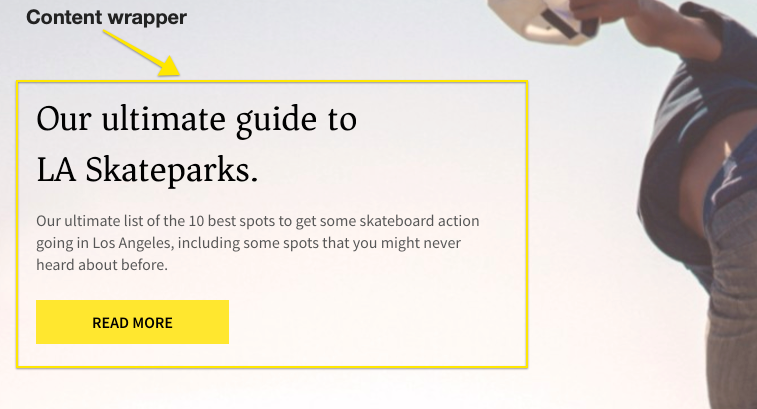 Content wrapper
Our ultimate guide to
LA Skateparks.
Our ultimate list of the 10 best spots to get some skateboard action
going in Los Angeles, including some spots that you might never
heard about before.
READ MORE